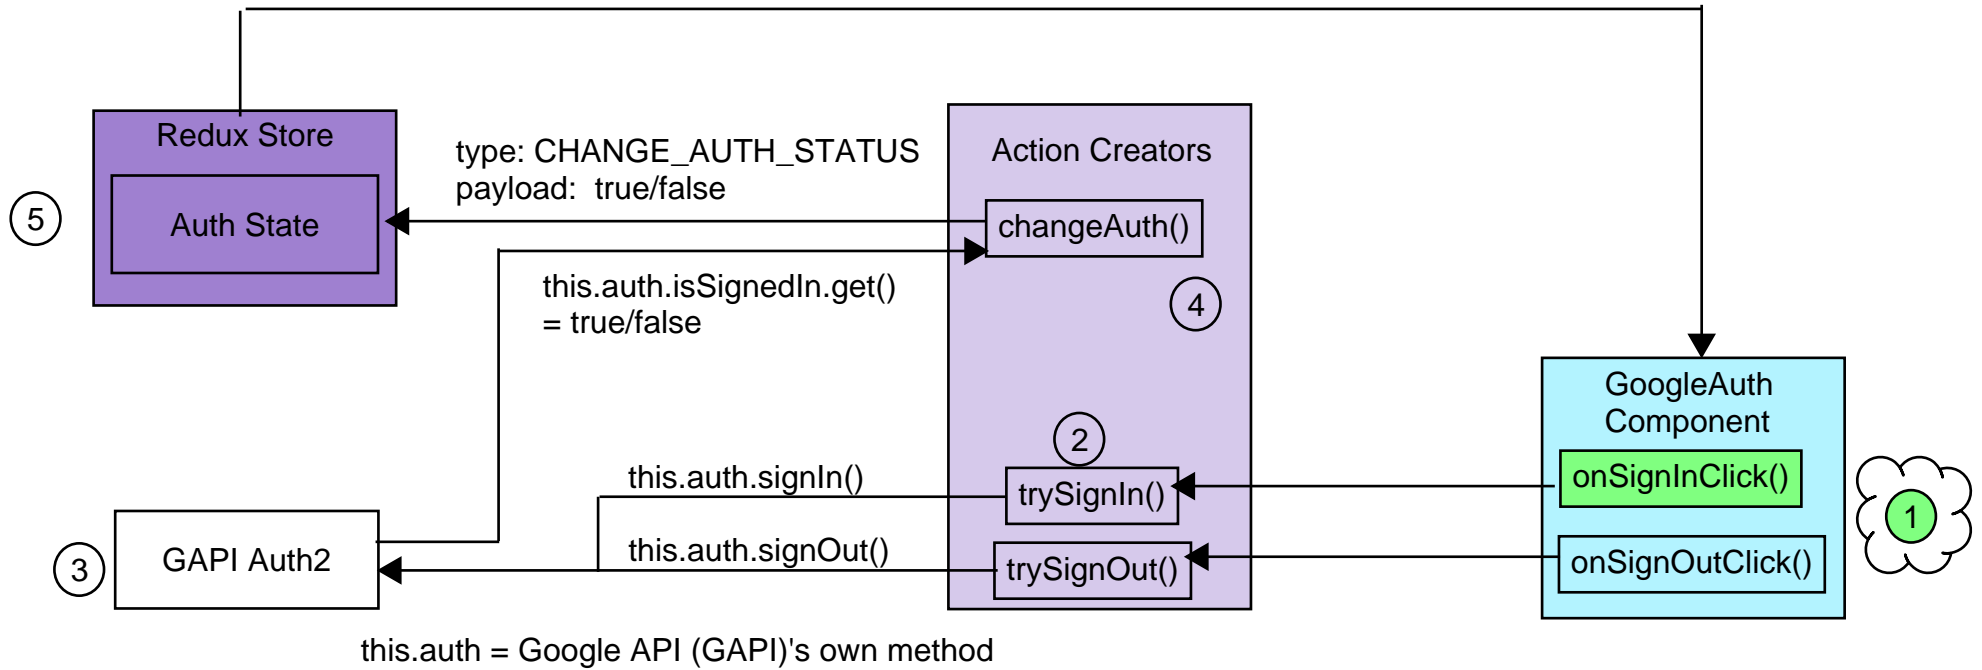 Redux Store
Auth State
5
type: CHANGE_AUTH_STATUS
payload:  true/false
Action Creators
changeAuth()
this.auth.isSignedIn.get()
= true/false
4
GoogleAuth
Component
2
onSignInClick()
this.auth.signIn()
trySignIn()
1
this.auth.signOut()
GAPI Auth2
3
trySignOut()
onSignOutClick()
this.auth = Google API (GAPI)'s own method